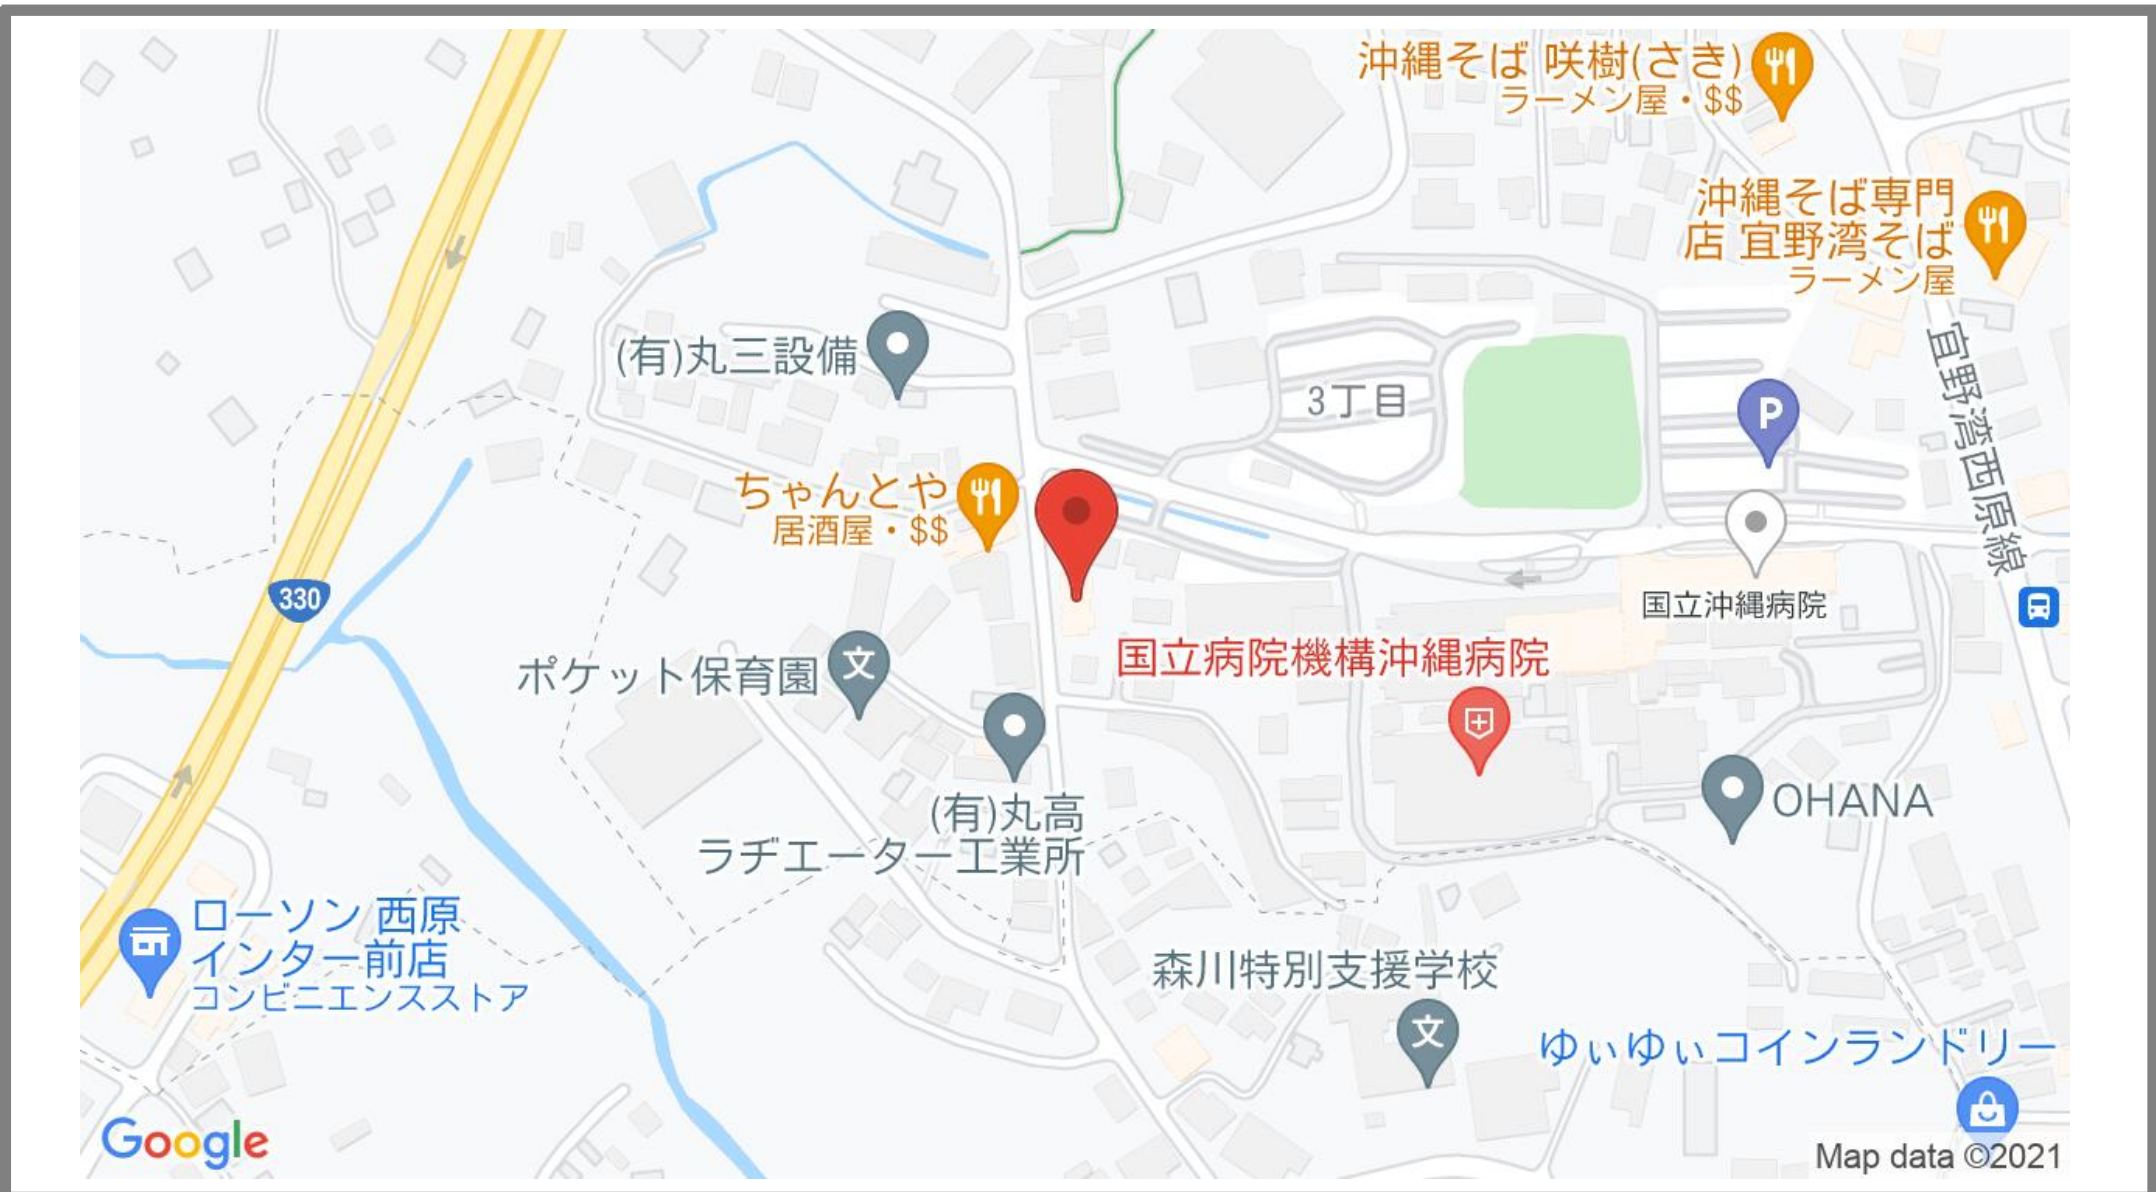 沖縄そば 咲樹(さき)
ラーメン屋・$$
沖縄そば専門
店 宜野湾そば
ラーメン屋
宜野湾西原線
(有)丸三設備
3丁目
P
ちゃんとや
居酒屋・$$
330
国立沖縄病院
国立病院機構沖縄病院
ポケット保育園
文
(有)丸高
ラヂエーター工業所
OHANA
ローソン 西原
インター前店
コンビニエンスストア
森川特別支援学校
文
ゆぃゆぃコインランドリー
Google
Map data ©2021